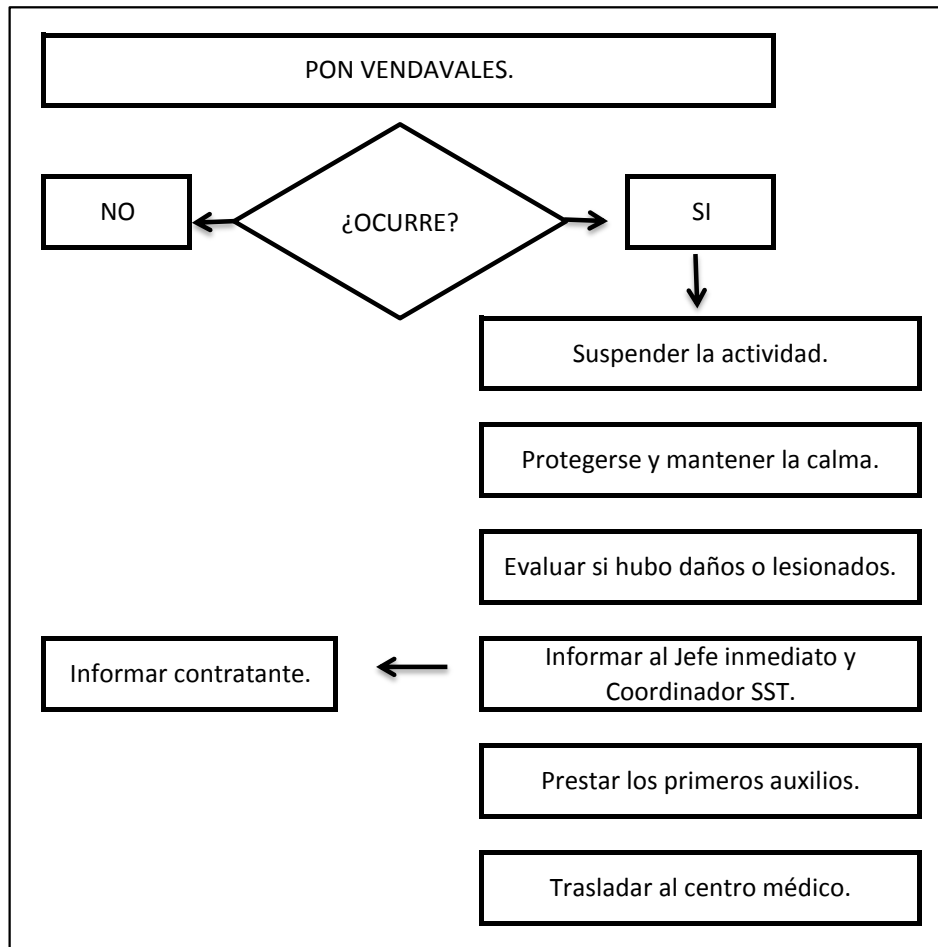 PON VENDAVALES.
NO
¿OCURRE?
SI
Suspender la actividad.
Protegerse y mantener la calma.
Evaluar si hubo daños o lesionados.
Informar contratante.
Informar al Jefe inmediato y
Coordinador SST.
Prestar los primeros auxilios.
Trasladar al centro médico.